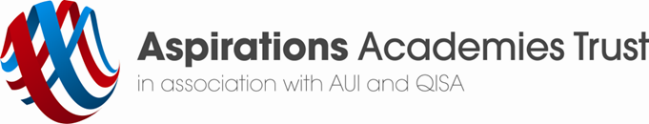 Aspirations Academies Trust
in association with AUI and QISA